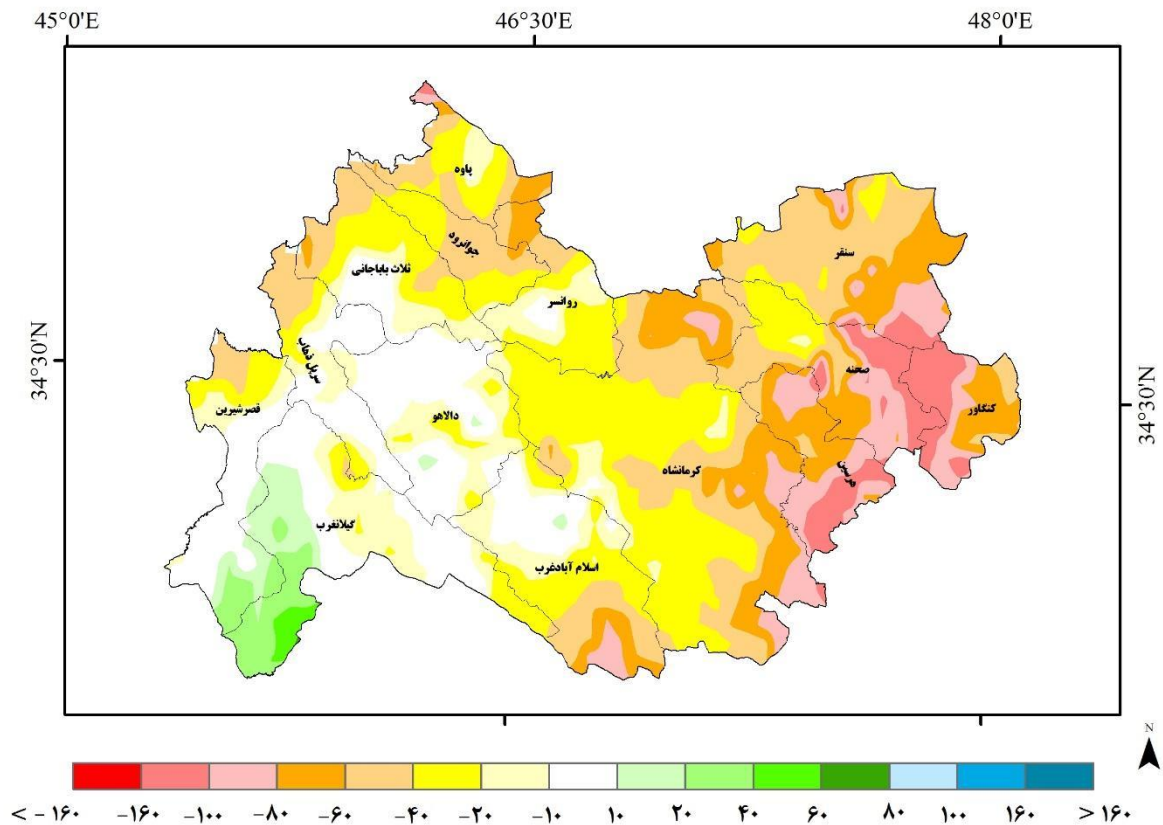 45°0'E 46°30'E 48°0'E
34°30'N
34°30'N
پاوه
جوانرود
ثلاث باباجانی
روانسر
سنقر
سرپل ذهاب
صحنه
قصرشیرین
دالاهو
کنگاور
کرمانشاه
هرسین
گیلانغرب
اسلام آبادغرب
N
< -۱۶۰ -۱۶۰ -۱۰۰ -۸۰ -۶۰ -۴۰ -۲۰ -۱۰ ۱۰ ۲۰ ۴۰ ۶۰ ۸۰ ۱۰۰ ۱۶۰ > ۱۶۰